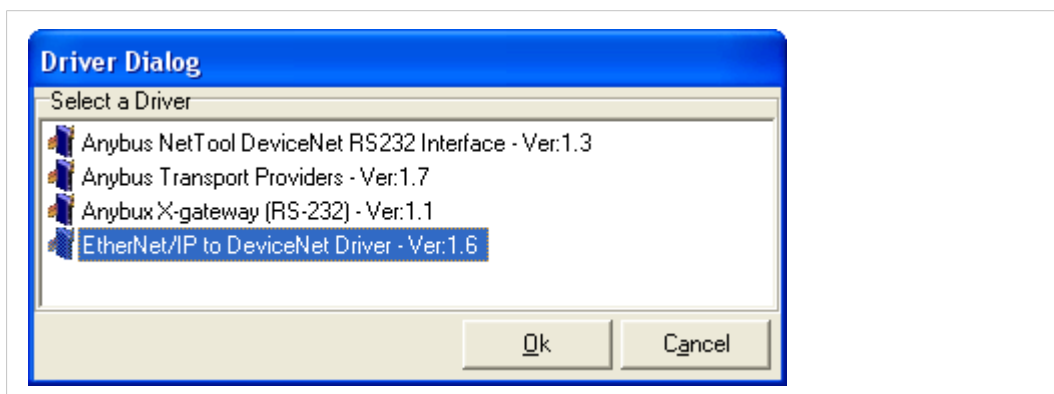 Driver Dialog
Select a Driver
Anybus NetTool DeviceNet RS232 Interface - Ver:1.3
Anybus Transport Providers - Ver:1.7
Anybux X-gateway (RS-232) - Ver:1.1
EtherNet/IP to DeviceNet Driver - Ver:1.6
Ok
Cancel